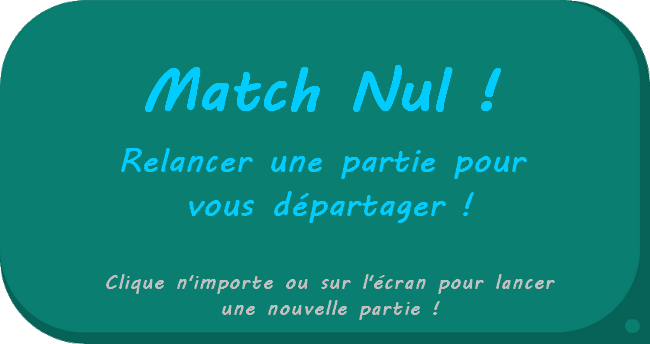 Match Nul !
Relancer une partie pour
vous départager !
Clique n'importe ou sur l'écran pour lancer
une nouvelle partie !